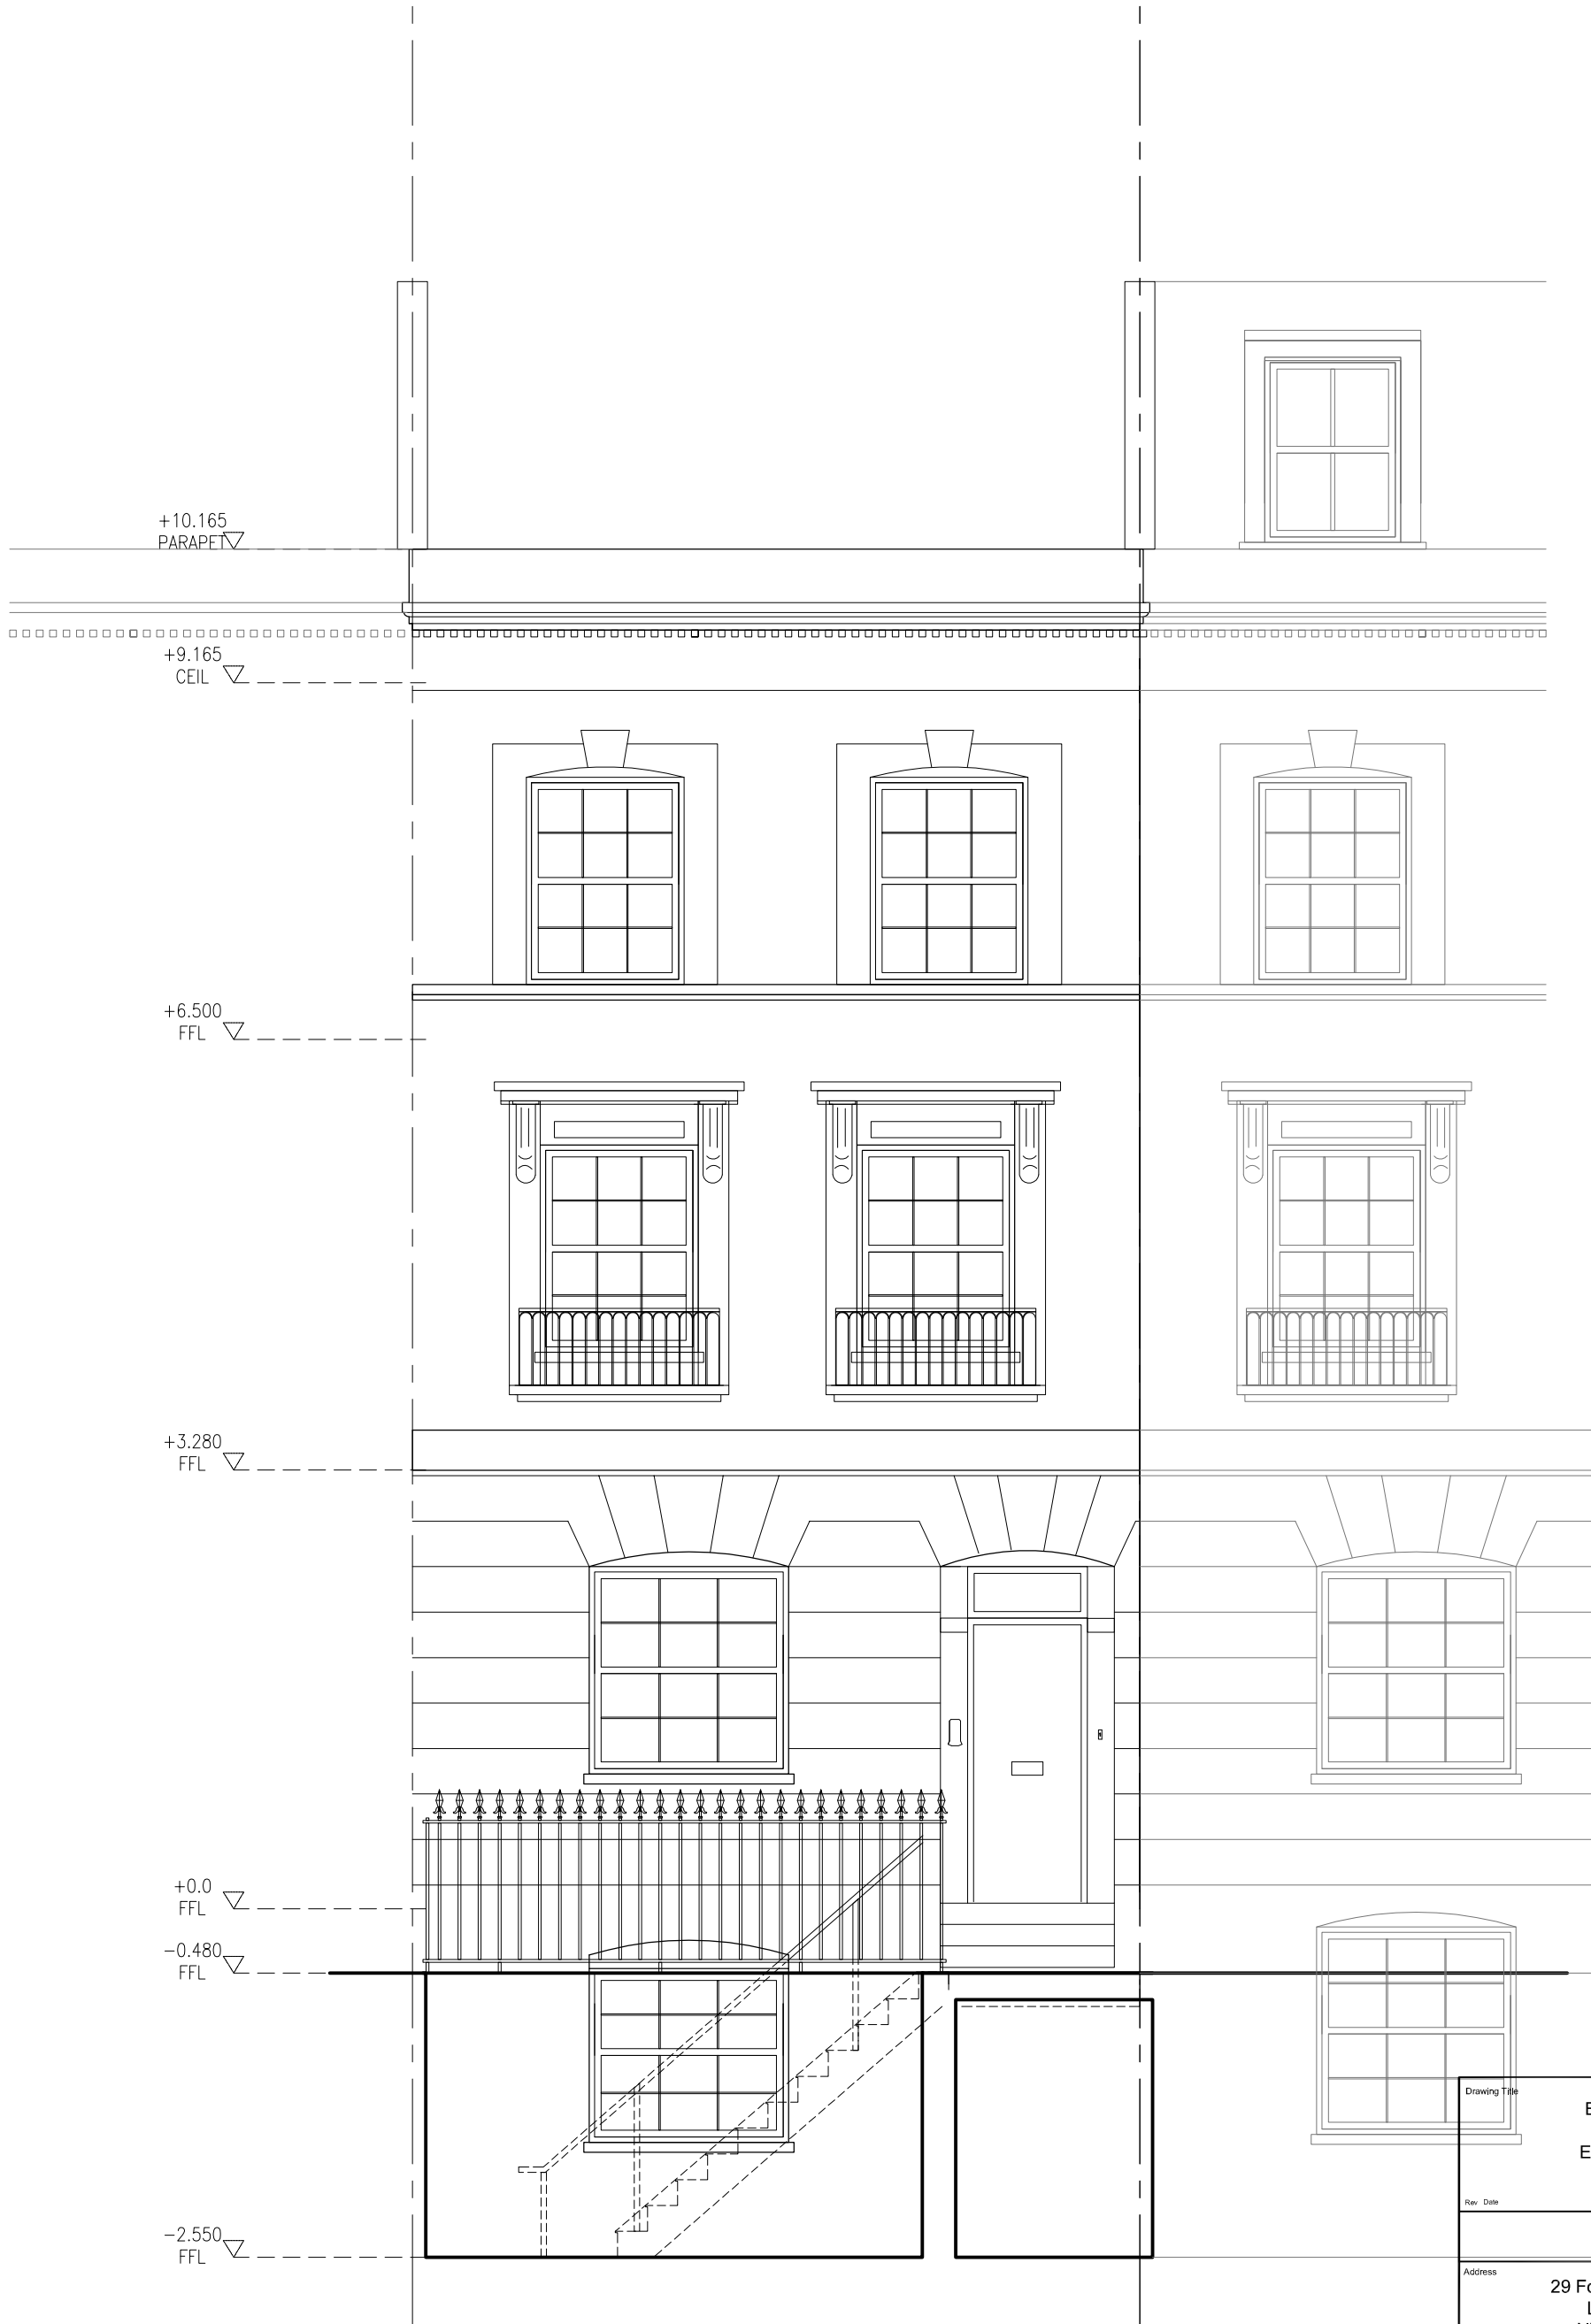 +10.165
PARAPET
+9.165
CEIL
+6.500
FFL
+3.280
FFL
+0.0
FFL
-0.480
FFL
-2.550
FFL
Drawing Title
E
E
Rev Date
Address
29 Fo